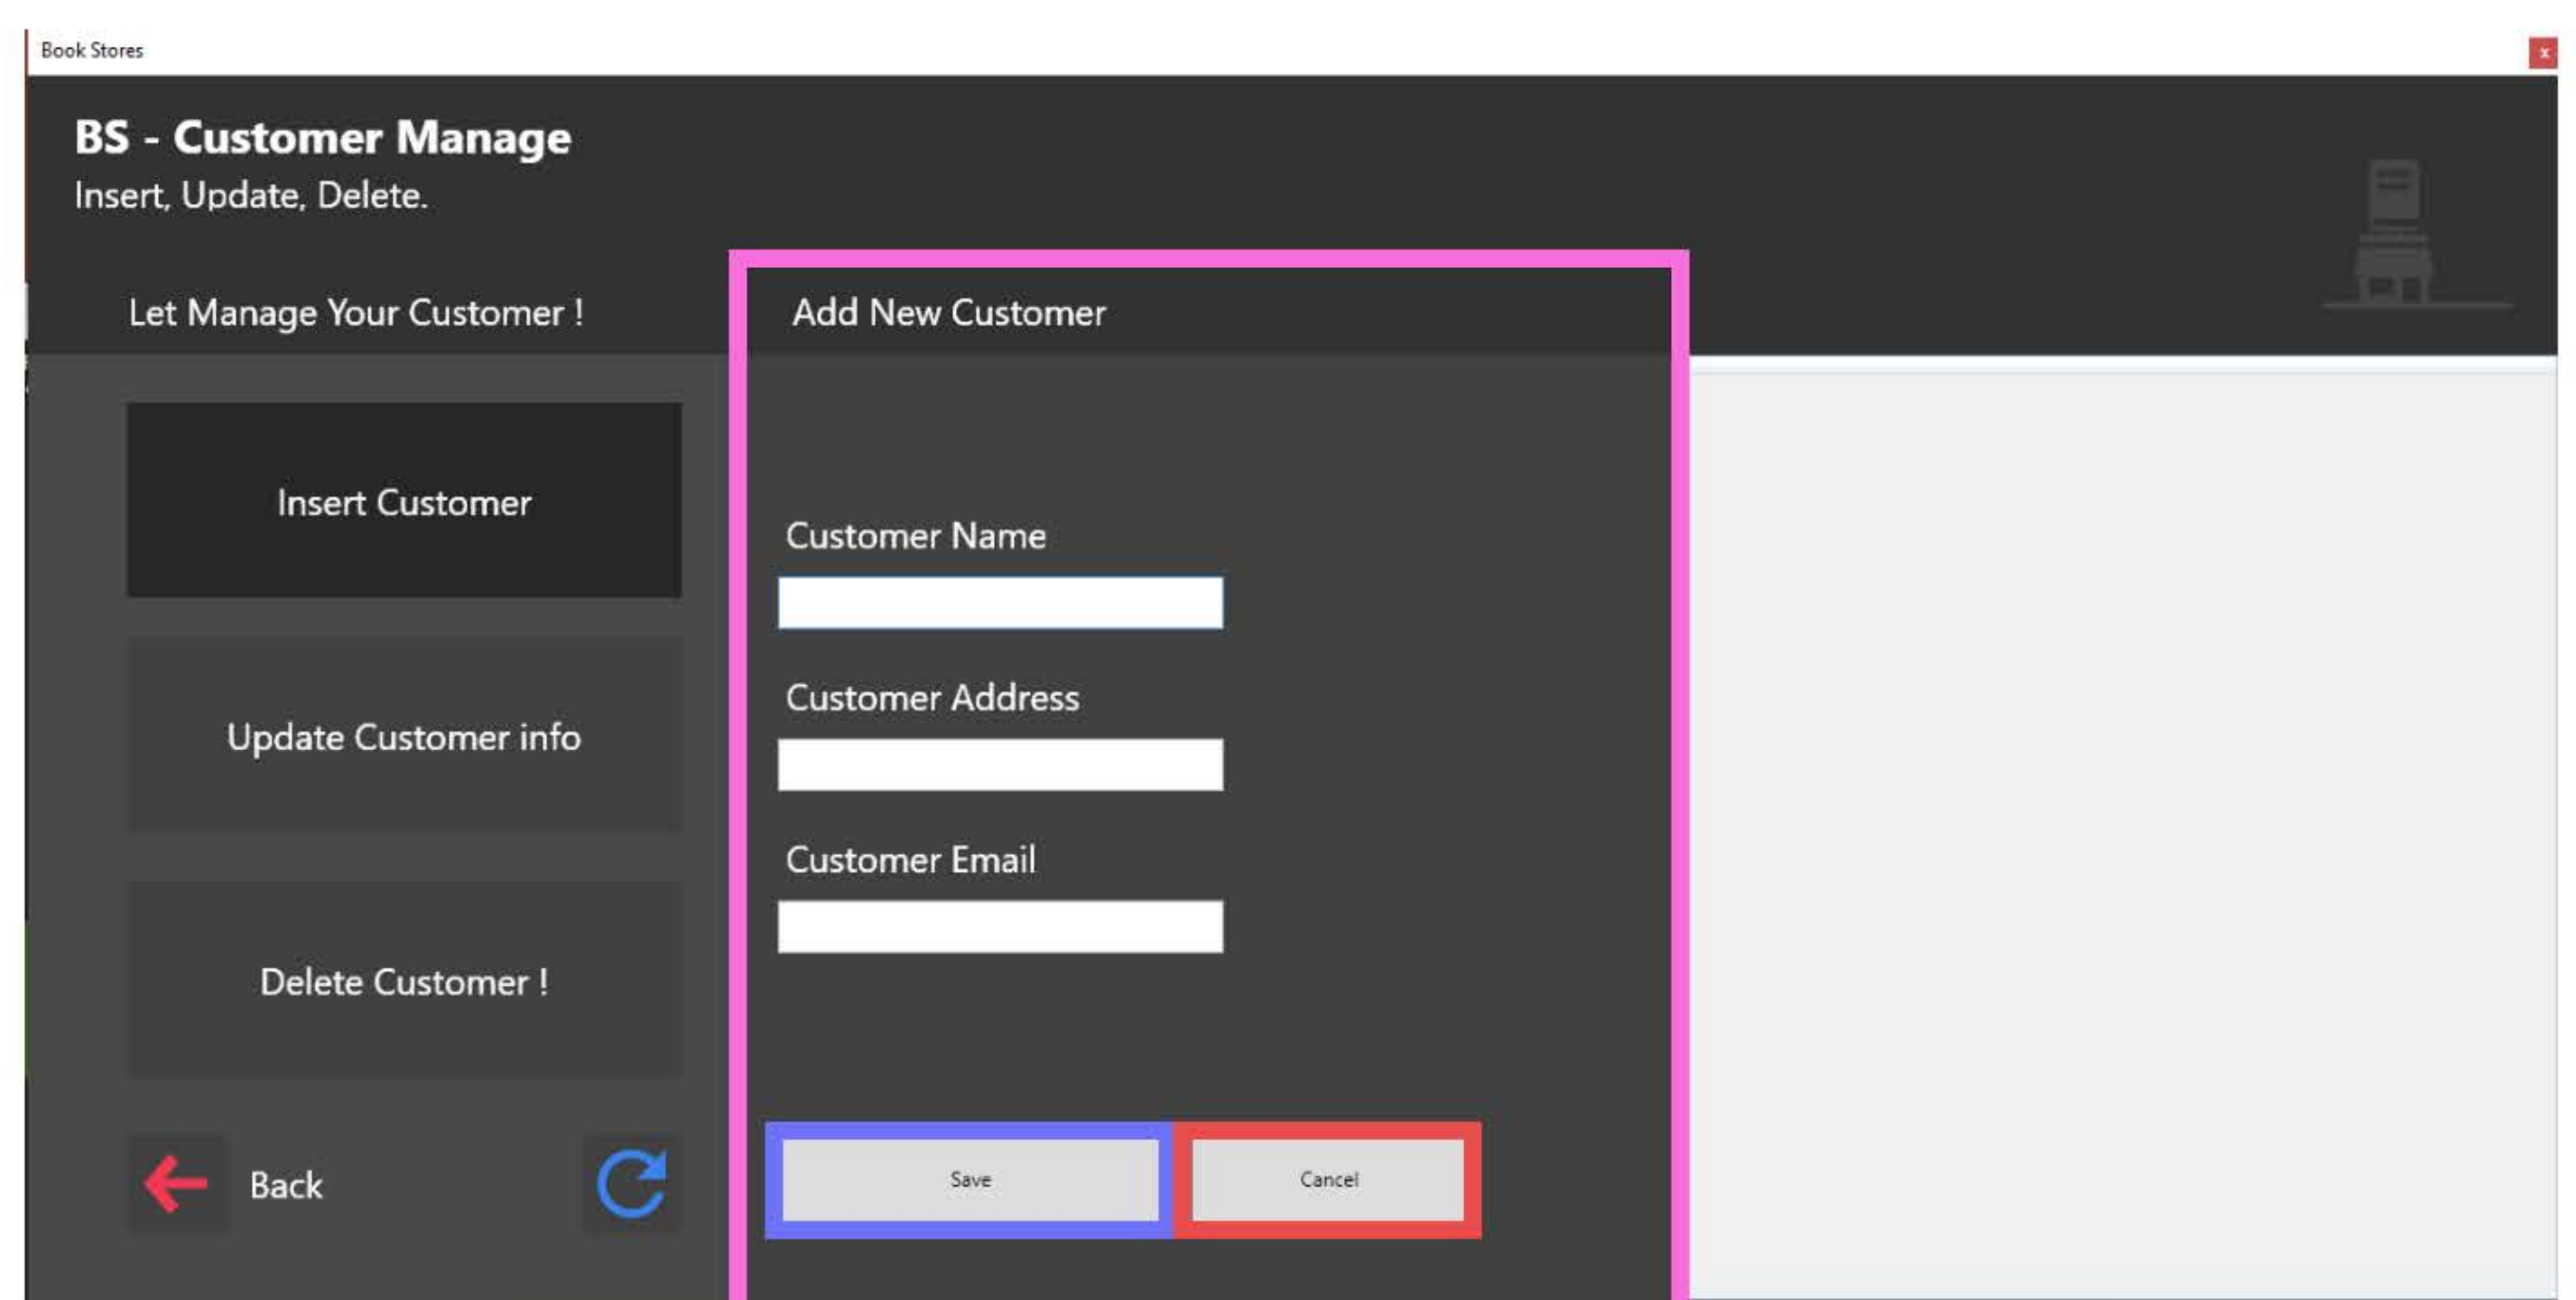 Book Stores
x
BS - Customer Manage
Insert, Update, Delete.
Let Manage Your Customer !
Add New Customer
Insert Customer
Update Customer info
Delete Customer !
Back
Customer Name
Customer Address
Customer Email
Save
Cancel